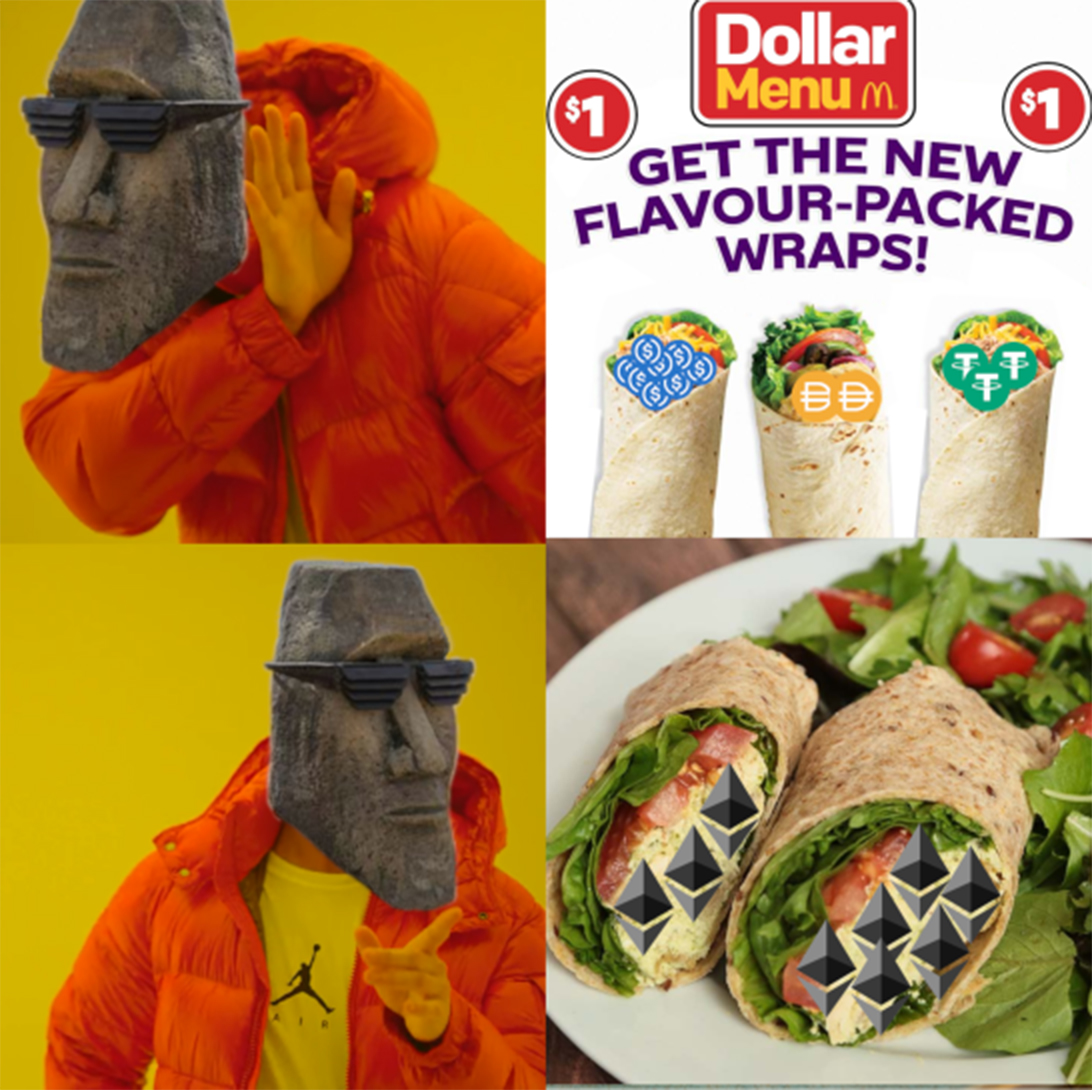 Dollar
Menu
$1
$1
GET THE NEW
FLAVOUR-PACKED
WRAPS!
AIR